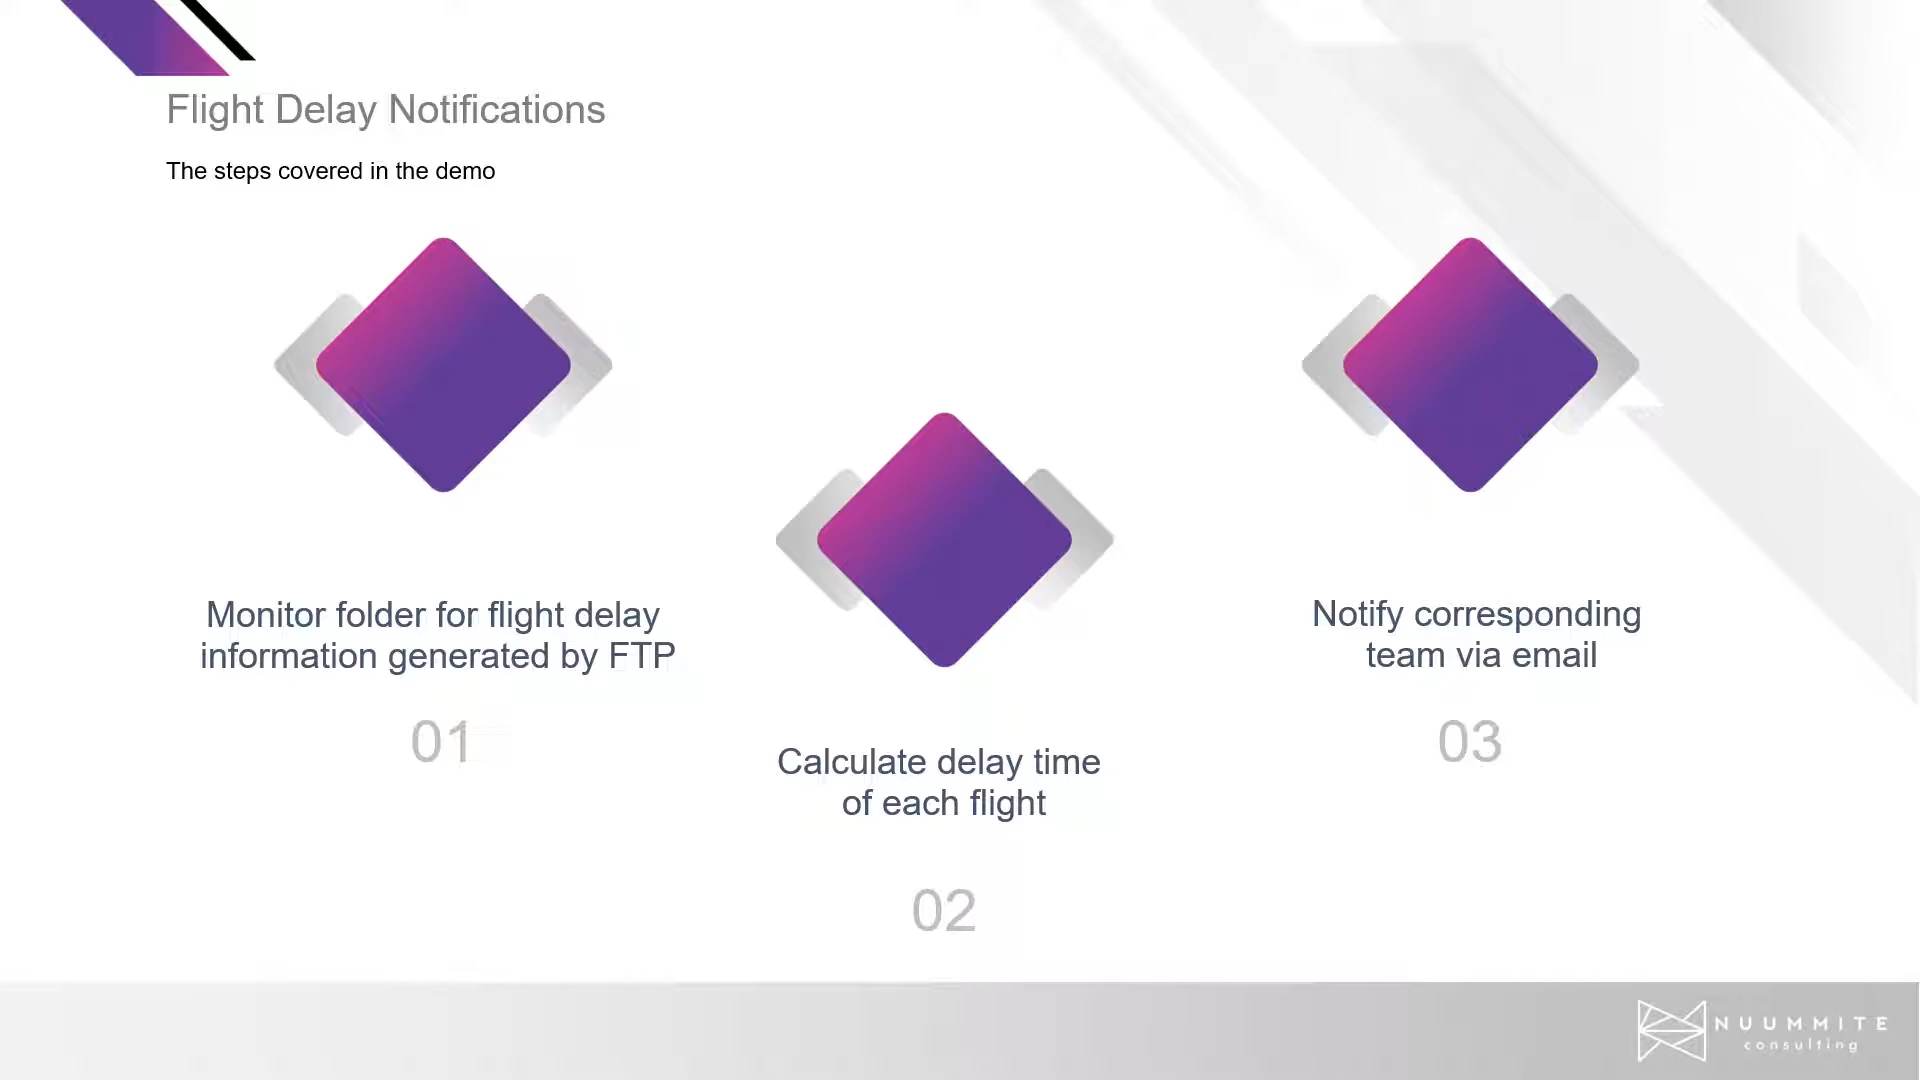 Flight Delay Notifications
The steps covered in the demo
Monitor folder for flight delay
information generated by FTP
01
Calculate delay time
of each flight
02
Notify corresponding
team via email
03
NUUMMITE
consulting